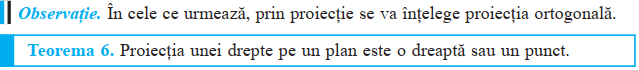 Observație. În cele ce urmează, prin proiecție se va înțelege proiecția ortogonală.
Teorema 6. Proiecția unei drepte pe un plan este o dreaptă sau un punct.